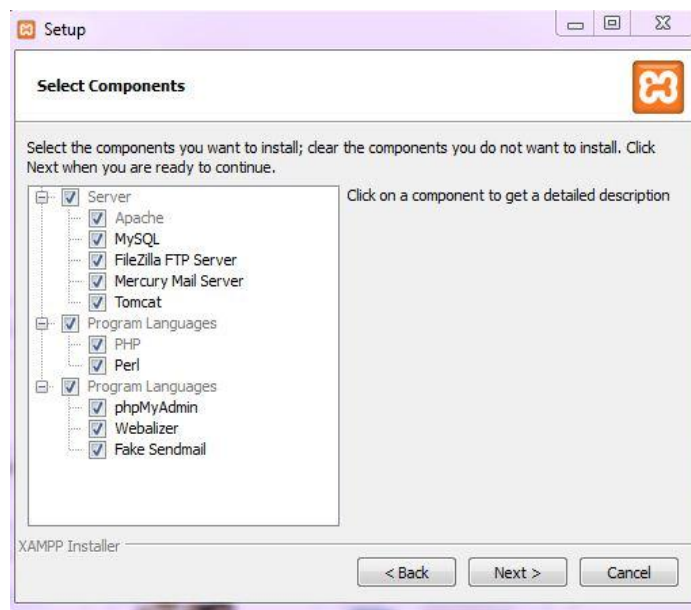 Setup
Select Components
Select the components you want to install; clear the components you do not want to install. Click
Next when you are ready to continue.
Server
Apache
MySQL
FileZilla FTP Server
Mercury Mail Server
Tomcat
Program Languages
PHP
Perl
Program Languages
phpMyAdmin
Webalizer
Fake Sendmail
Click on a component to get a detailed description
XAMPP Installer
< Back
Next >
Cancel